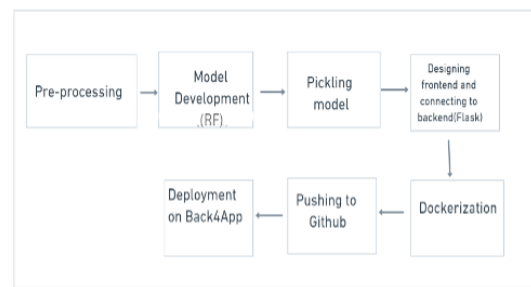 Pre-processing
Model
Development
(RF)
Pickling
model
Designing
frontend and
connecting to
backend(Flask)
Dockerization
Pushing to
Github
Deployment
on Back4App